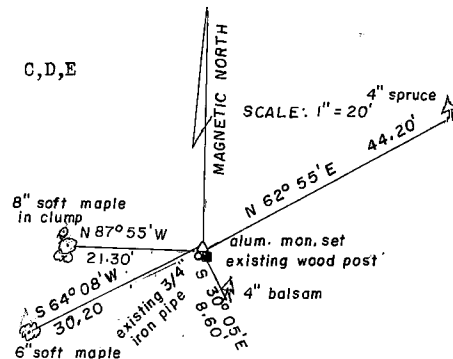 C,D,E
MAGNETIC NORTH
SCALE: 1" = 20'
4" spruce
44.20'
N 62° 55' E
8" soft maple
in clump
N 87° 55' W
21.30'
alum. mon. set
existing wood post
S 64° 08' W
30.20
existing 3/4"
iron pipe
S 30° 05' E
8.60'
4" balsam
6" soft maple